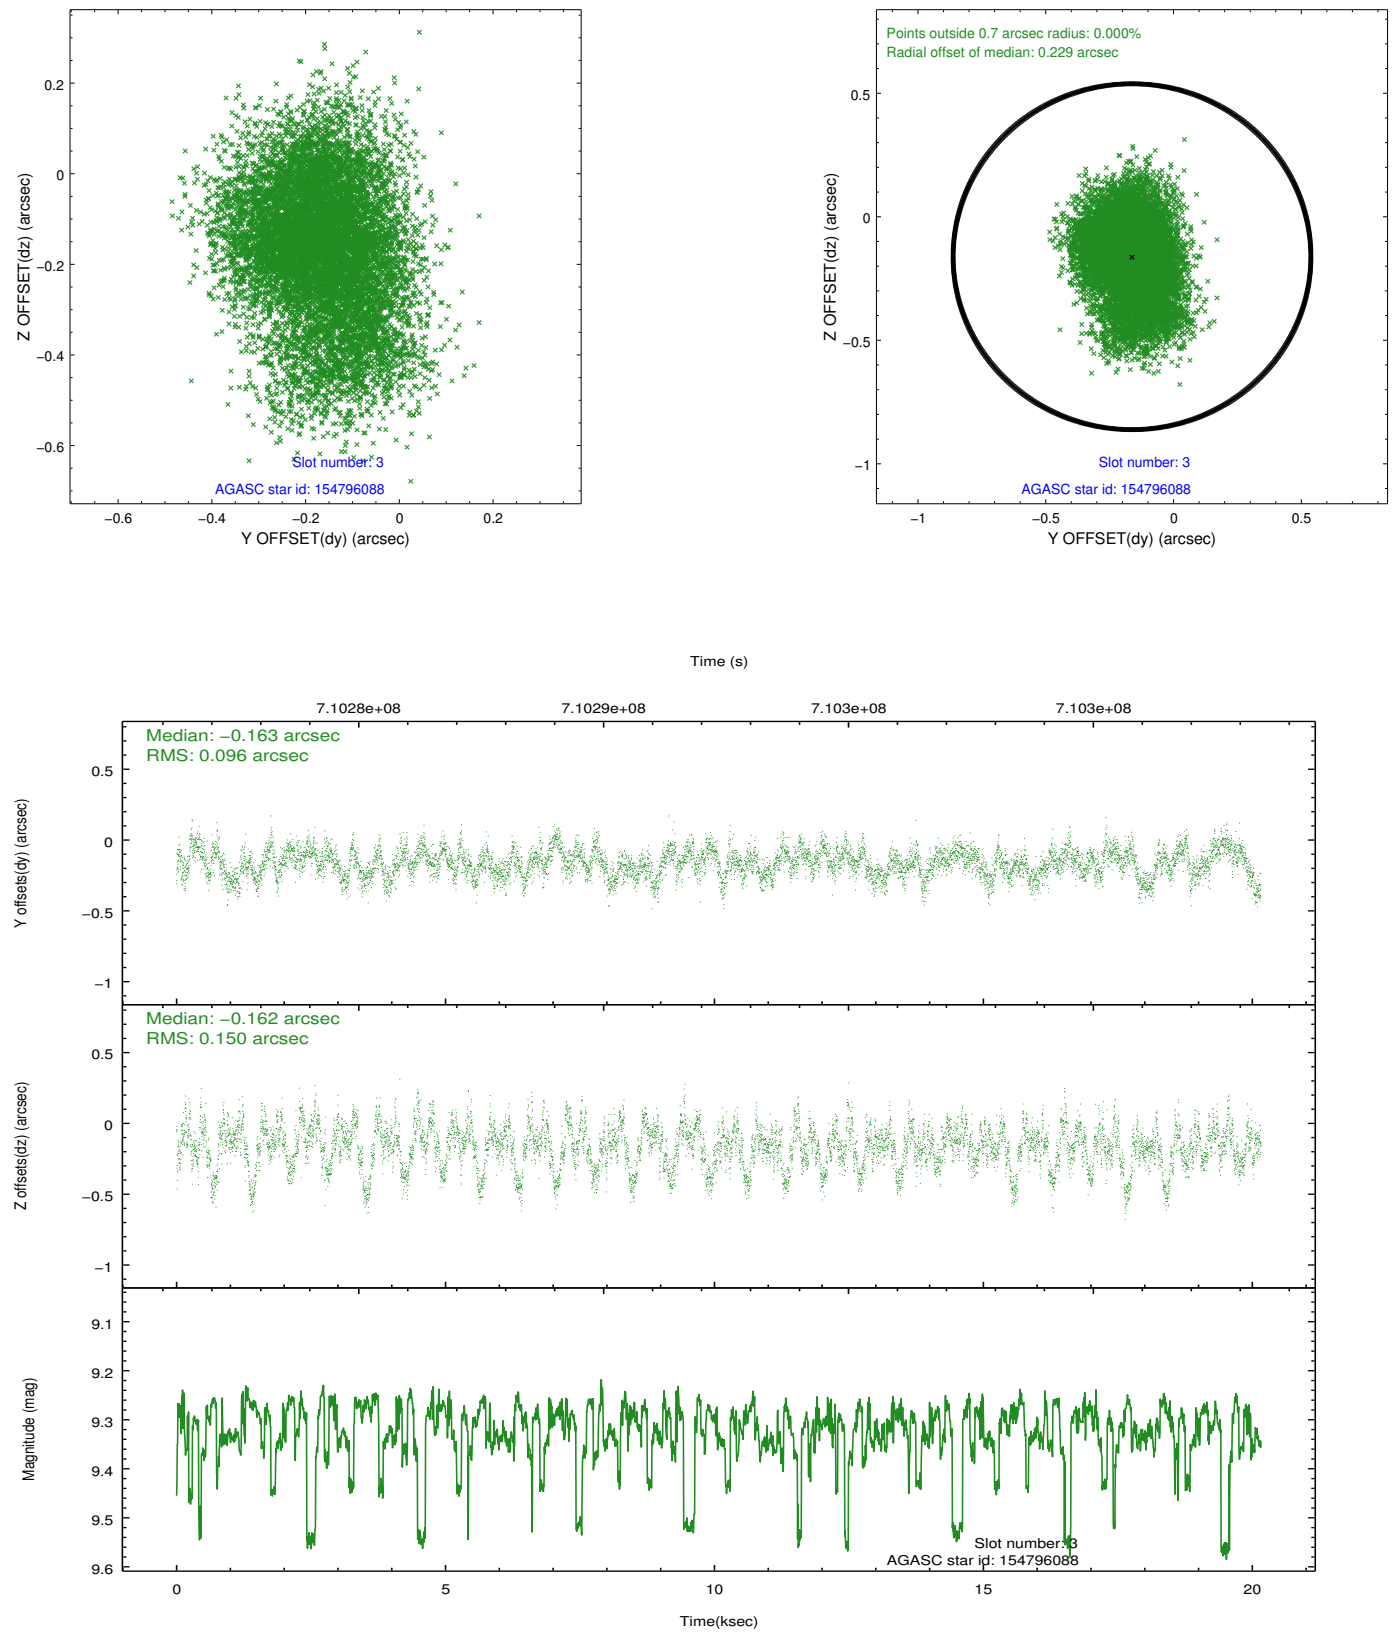 0.2
0
−0.2
−0.4
−0.6
Z OFFSET(dz) (arcsec)
Slot number: 3
AGASC star id: 154796088
−0.6
−0.4
−0.2
0
0.2
Y OFFSET(dy) (arcsec)
Points outside 0.7 arcsec radius: 0.000%
Radial offset of median: 0.229 arcsec
0.5
0
−0.5
−1
Z OFFSET(dz) (arcsec)
Slot number: 3
AGASC star id: 154796088
−1
−0.5
0
0.5
Y OFFSET(dy) (arcsec)
Time (s)
7.1028e+08
7.1029e+08
7.103e+08
7.103e+08
Median: −0.163 arcsec
RMS: 0.096 arcsec
0.5
0
−0.5
−1
Y offsets(dy) (arcsec)
Median: −0.162 arcsec
RMS: 0.150 arcsec
0.5
0
−0.5
−1
Z offsets(dz) (arcsec)
9.1
9.2
9.3
9.4
9.5
9.6
Magnitude (mag)
Slot number: 3
AGASC star id: 154796088
0
5
10
15
20
Time(ksec)